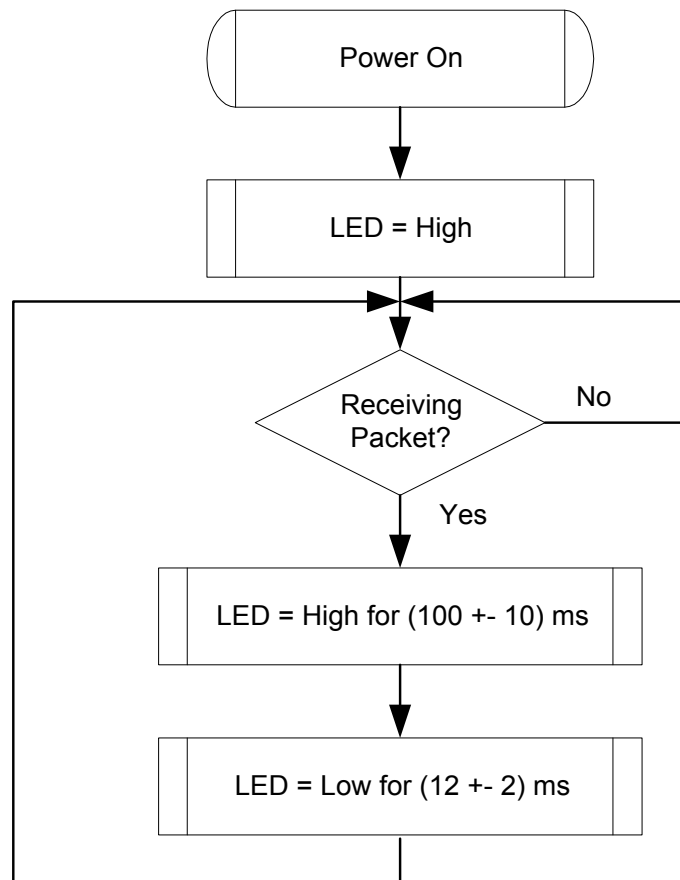 Power On
LED = High
Receiving
Packet?
No
Yes
LED = High for (100 +- 10) ms
LED = Low for (12 +- 2) ms